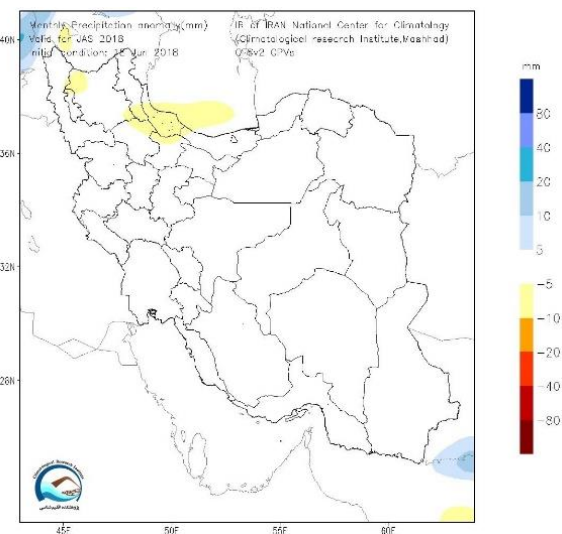 Monthly Precipitation anomaly(mm) IR of IRAN National Center for Climatology
Valid for JAS 2018 (Climatological research Institute,Mashhad)
Initial condition: 15 Jun 2018 CPVs
mm
80
40
20
10
5
-5
-10
-20
-40
-80
40N
36N
32N
28N
45E
50E
55E
60E